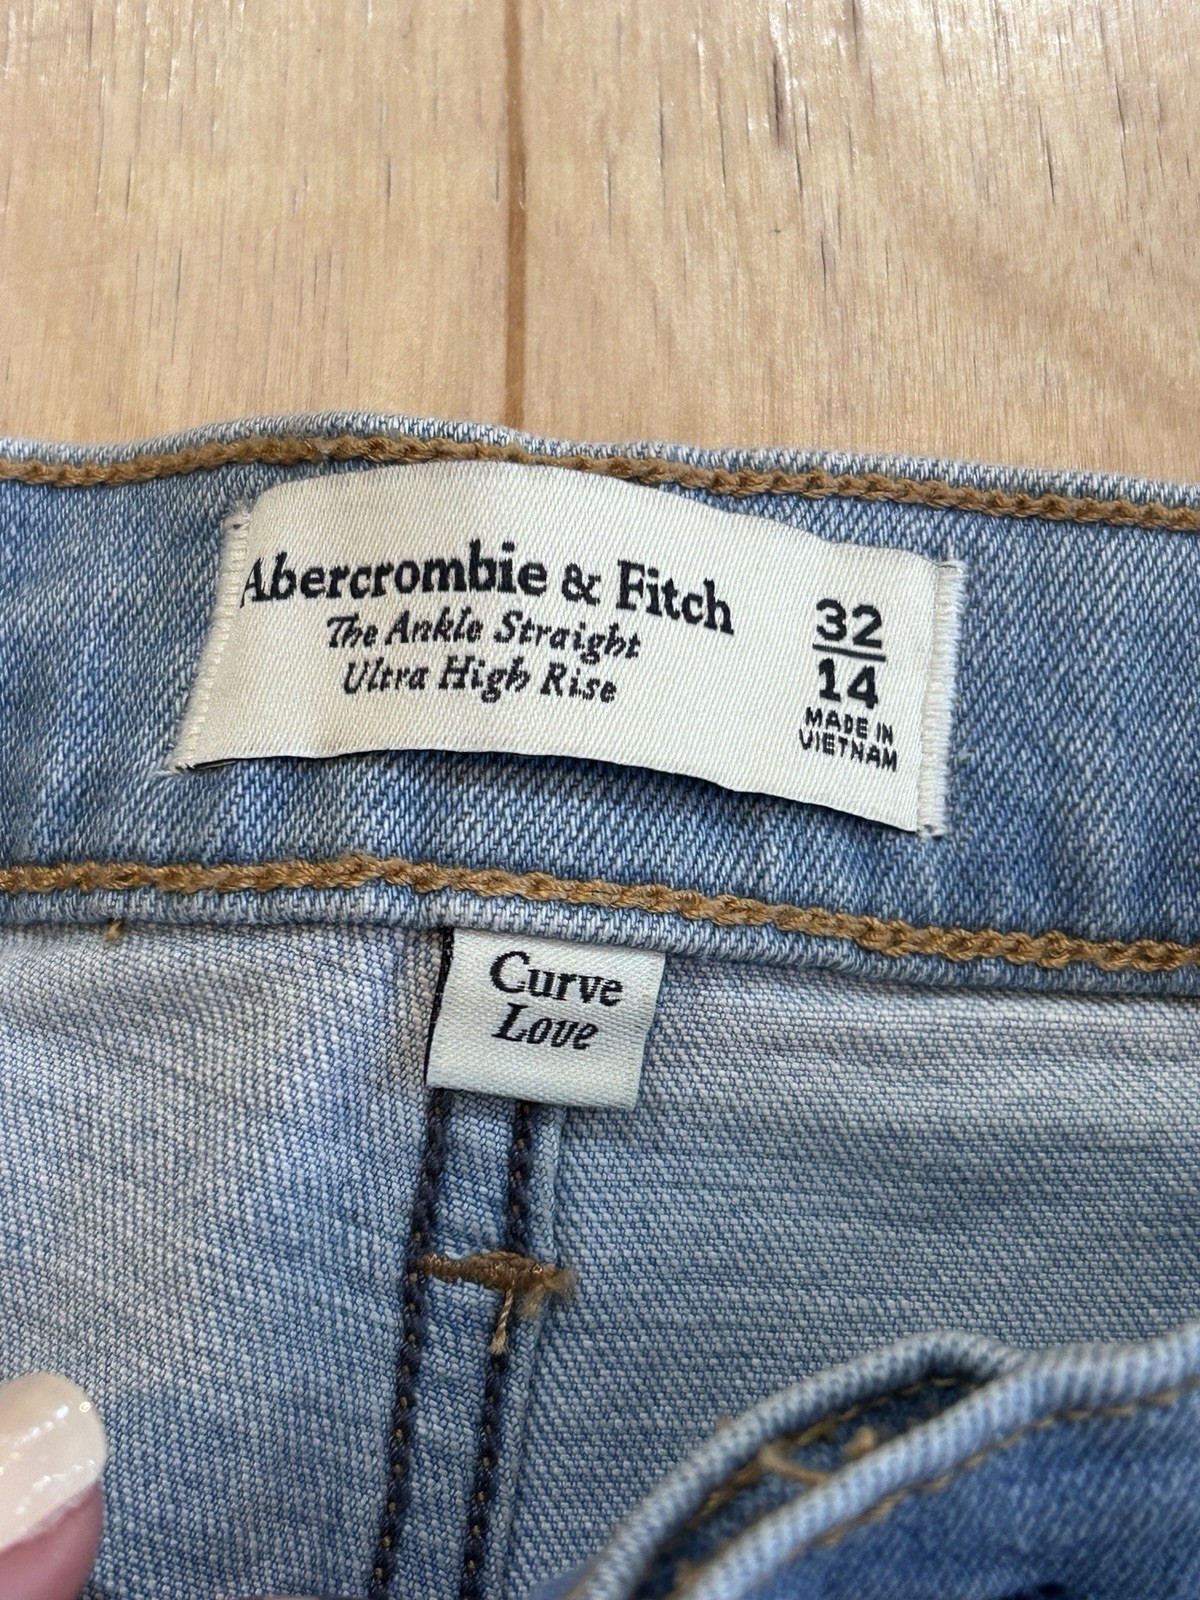 Abercrombie & Fitch
The Ankle Straight
Ultra High Rise
32
14
MADE IN
VIETNAM
Curve
Love